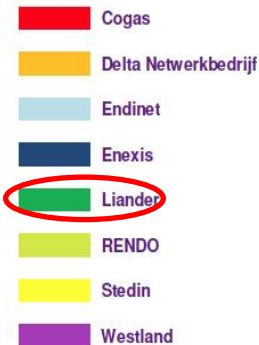 Cogas
Delta Netwerkbedrijf
Endinet
Enexis
Liander
RENDO
Stedin
Westland